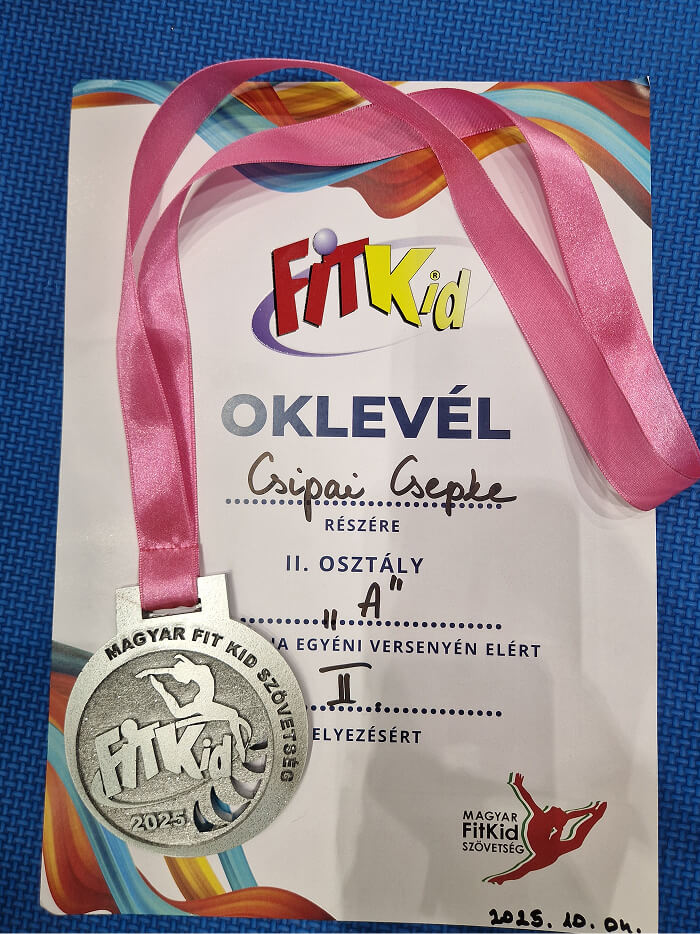 FitKid®
OKLEVÉL
Csipai Csepke
RÉSZÉRE
II. OSZTÁLY
„A”
EGYÉNI VERSENYÉN ELÉRT
II.
ELYEZÉSÉRT
MAGYAR FIT KID SZÖVETSÉG
FitKid
2025
MAGYAR
FitKid
SZÖVETSÉG
2025. 10. 04.